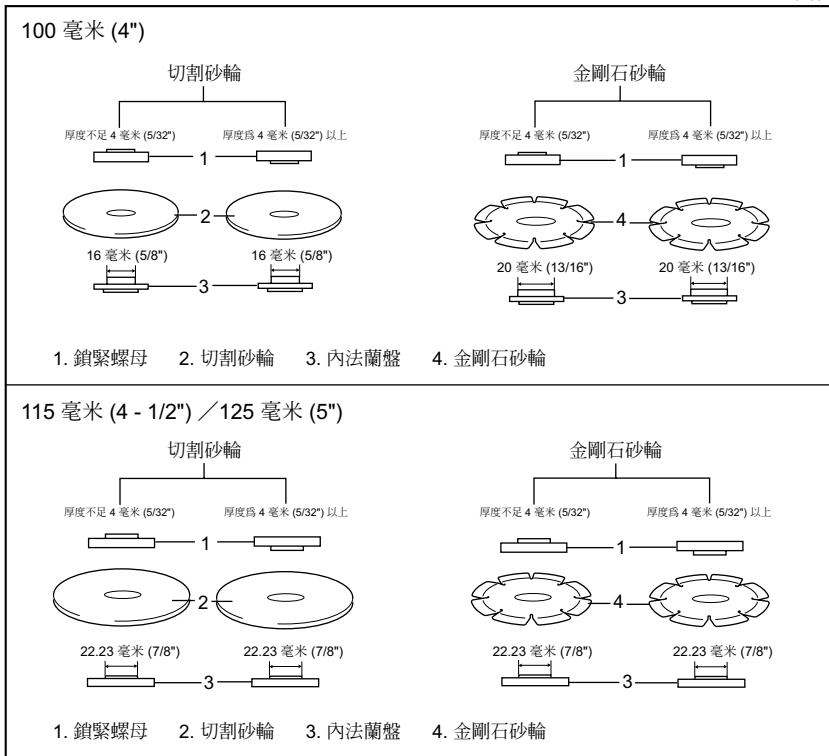 100 毫米 (4")
切割砂輪 金剛石砂輪
厚度不足 4 毫米 (5/32") 厚度爲 4 毫米 (5/32") 以上 厚度不足 4 毫米 (5/32") 厚度爲 4 毫米 (5/32") 以上
1 1
2 4
16 毫米 (5/8") 16 毫米 (5/8") 20 毫米 (13/16") 20 毫米 (13/16")
3 3
1. 鎖緊螺母 2. 切割砂輪 3. 內法蘭盤 4. 金剛石砂輪
115 毫米 (4 - 1/2") ／125 毫米 (5")
切割砂輪 金剛石砂輪
厚度不足 4 毫米 (5/32") 厚度爲 4 毫米 (5/32") 以上 厚度不足 4 毫米 (5/32") 厚度爲 4 毫米 (5/32") 以上
1 1
2 4
22.23 毫米 (7/8") 22.23 毫米 (7/8") 22.23 毫米 (7/8") 22.23 毫米 (7/8")
3 3
1. 鎖緊螺母 2. 切割砂輪 3. 內法蘭盤 4. 金剛石砂輪